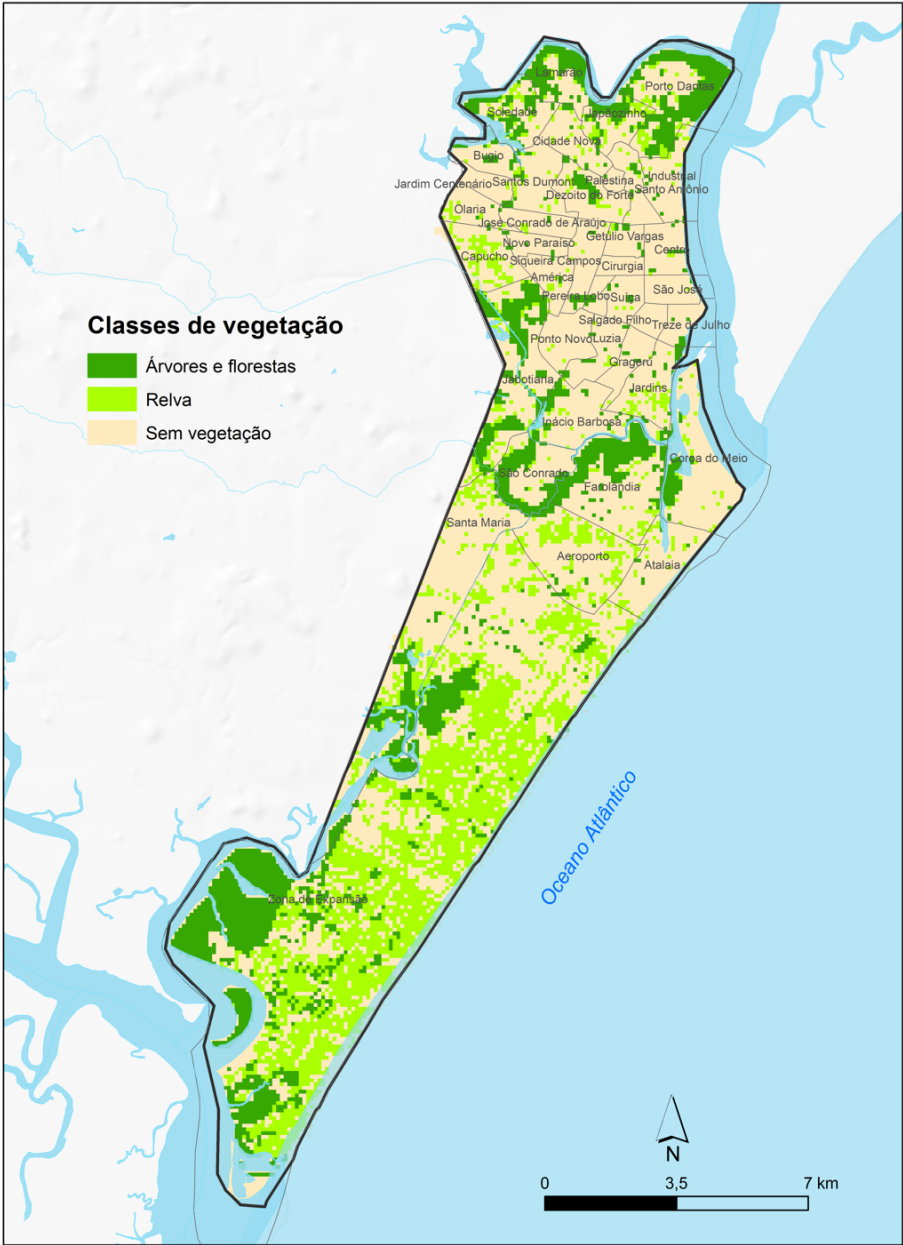 Lamarão
Porto Dantas
Soledade
Japãozinho
Cidade Nova
Bugio
Jardim Centenário
Santos Dumont
Palestina
Industrial
Dezoito do Forte
Santo Antônio
Olaria
José Conrado de Araújo
Getúlio Vargas
Novo Paraíso
Centro
Capucho
Siqueira Campos
Cirurgia
América
São José
Pereira Lobo
Suíça
Salgado Filho
Treze de Julho
Ponto Novo
Luzia
Grageru
Jabotiana
Jardins
Inácio Barbosa
Coroa do Meio
São Conrado
Farolândia
Santa Maria
Aeroporto
Atalaia
Classes de vegetação
Árvores e florestas
Relva
Sem vegetação
Oceano Atlântico
Zona de Expansão
N
0 3,5 7 km